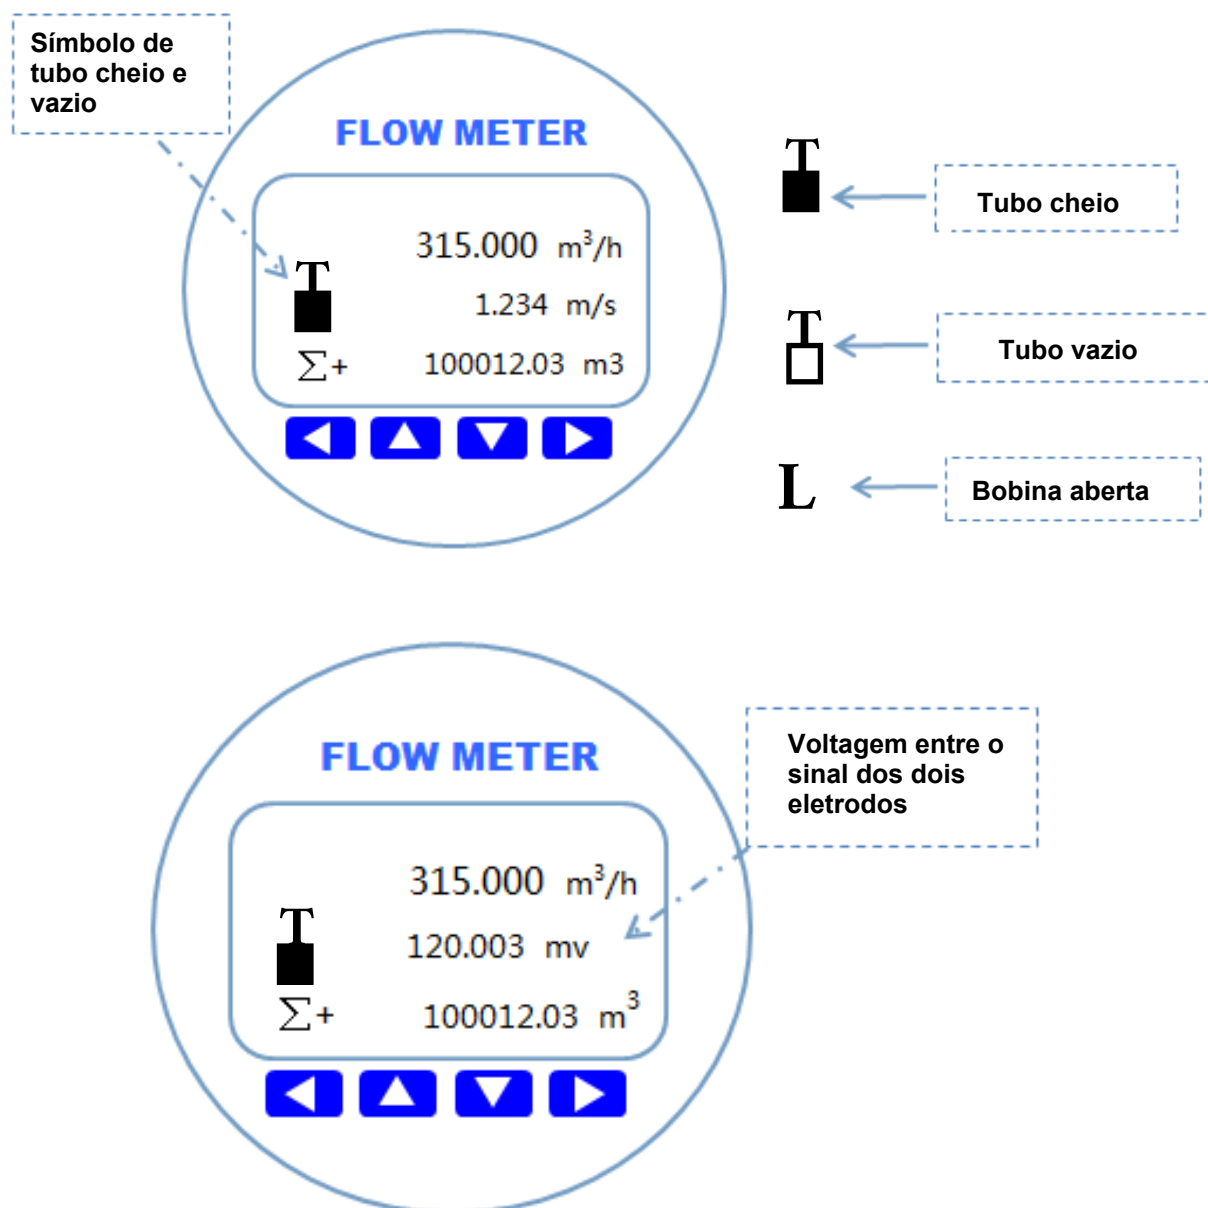 Símbolo de
tubo cheio e
vazio
FLOW METER
315.000 m³/h
T
1.234 m/s
∑+ 100012.03 m3
T
Tubo cheio
T
Tubo vazio
L
Bobina aberta
FLOW METER
315.000 m³/h
T
120.003 mv
∑+ 100012.03 m³
Voltagem entre o
sinal dos dois
eletrodos